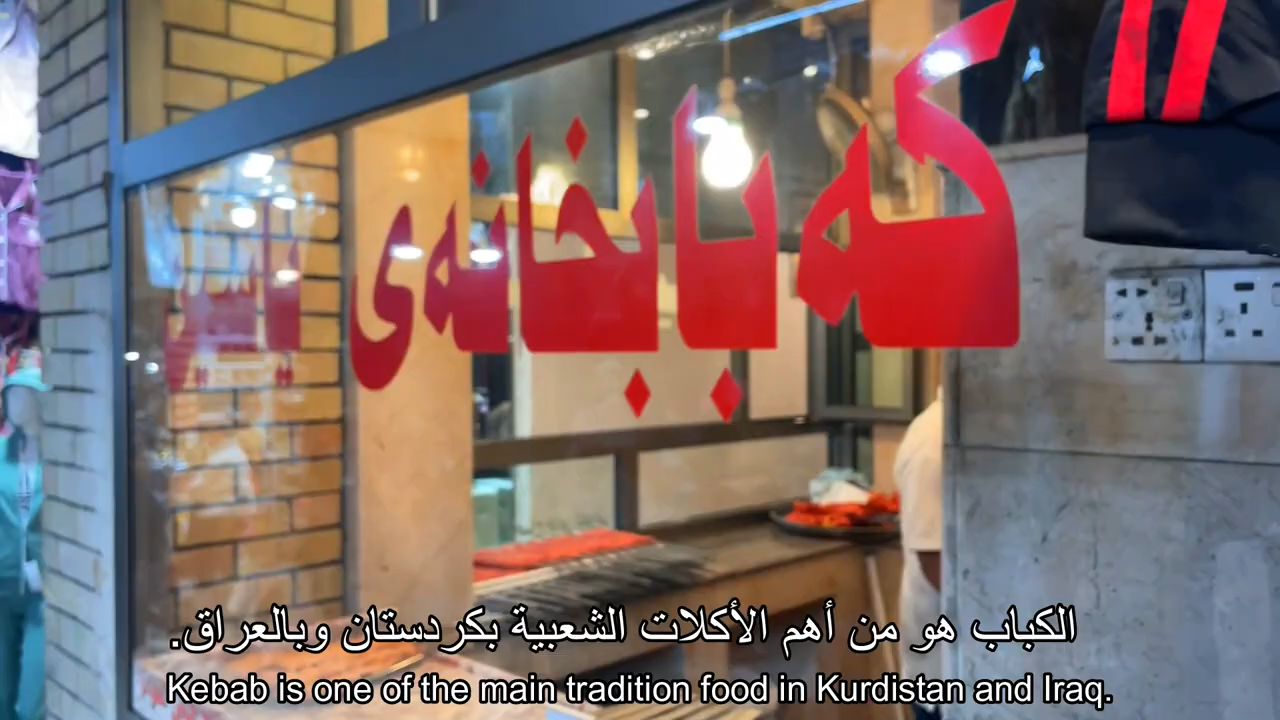 كەبابخانەی
الكباب هو من أهم الأكلات الشعبية بكردستان وبالعراق.
Kebab is one of the main tradition food in Kurdistan and Iraq.